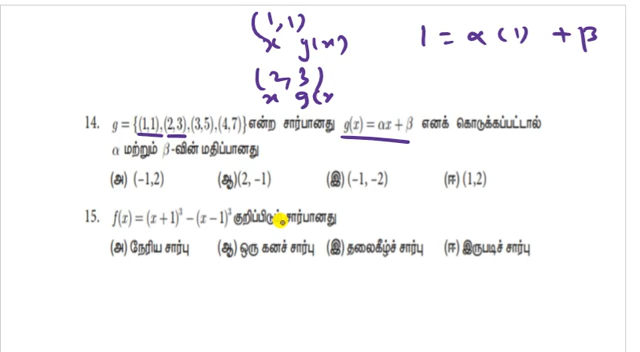 (1,1)
x g(x)
1 = α(1) + β
(2,3)
x g(x
14. g = {(1,1),(2,3),(3,5),(4,7)} என்ற சார்பானது g(x) = αx + β எனக் கொடுக்கப்பட்டால்
α மற்றும் β-வின் மதிப்பானது
(அ) (−1,2) (ஆ) (2, −1) (இ) (−1, −2) (ஈ) (1,2)
15. f(x) = (x + 1)³ − (x − 1)³ குறிப்பிடும் சார்பானது
(அ) நேரிய சார்பு (ஆ) ஒரு கனச் சார்பு (இ) தலைகீழ்ச் சார்பு (ஈ) இருபடிச் சார்பு